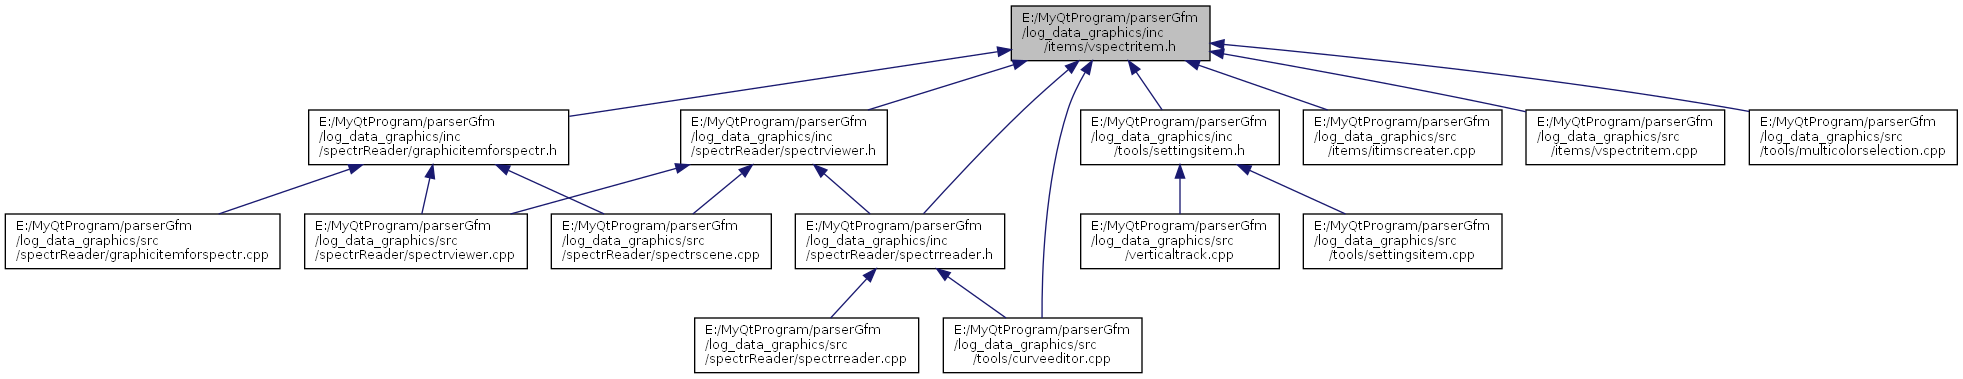 E:/MyQtProgram/parserGfm
/log_data_graphics/inc
/items/vspectritem.h
E:/MyQtProgram/parserGfm
/log_data_graphics/inc
/spectrReader/graphicitemforspectr.h
E:/MyQtProgram/parserGfm
/log_data_graphics/inc
/spectrReader/spectrviewer.h
E:/MyQtProgram/parserGfm
/log_data_graphics/inc
/tools/settingsitem.h
E:/MyQtProgram/parserGfm
/log_data_graphics/src
/items/itimscreater.cpp
E:/MyQtProgram/parserGfm
/log_data_graphics/src
/items/vspectritem.cpp
E:/MyQtProgram/parserGfm
/log_data_graphics/src
/tools/multicolorselection.cpp
E:/MyQtProgram/parserGfm
/log_data_graphics/src
/spectrReader/graphicitemforspectr.cpp
E:/MyQtProgram/parserGfm
/log_data_graphics/src
/spectrReader/spectrviewer.cpp
E:/MyQtProgram/parserGfm
/log_data_graphics/src
/spectrReader/spectrscene.cpp
E:/MyQtProgram/parserGfm
/log_data_graphics/inc
/spectrReader/spectrreader.h
E:/MyQtProgram/parserGfm
/log_data_graphics/src
/verticaltrack.cpp
E:/MyQtProgram/parserGfm
/log_data_graphics/src
/tools/settingsitem.cpp
E:/MyQtProgram/parserGfm
/log_data_graphics/src
/spectrReader/spectrreader.cpp
E:/MyQtProgram/parserGfm
/log_data_graphics/src
/tools/curveeditor.cpp